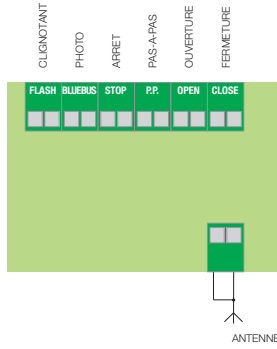 CLIGNOTANT
PHOTO
ARRET
PAS-A-PAS
OUVERTURE
FERMETURE
FLASH
BLUEBUS
STOP
P.P.
OPEN
CLOSE
ANTENNE